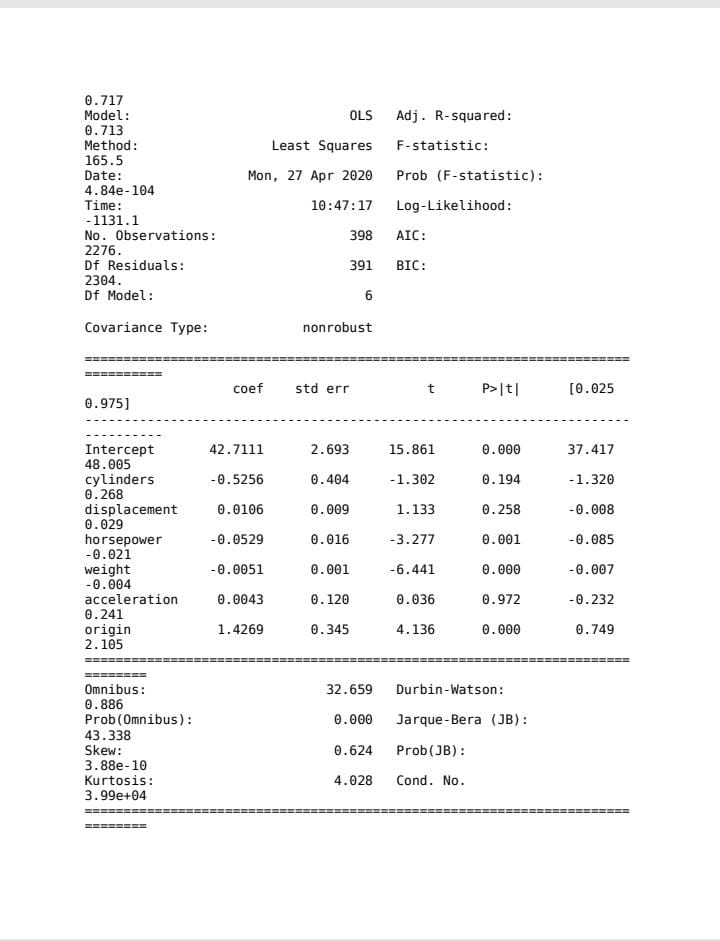 0.717
Model:                            OLS   Adj. R-squared:
0.713
Method:                 Least Squares   F-statistic:
165.5
Date:                Mon, 27 Apr 2020   Prob (F-statistic):
4.84e-104
Time:                        10:47:17   Log-Likelihood:
-1131.1
No. Observations:                 398   AIC:
2276.
Df Residuals:                     391   BIC:
2304.
Df Model:                           6
Covariance Type:            nonrobust
======================================================================
==========
                   coef    std err          t      P>|t|      [0.025
0.975]
----------------------------------------------------------------------
----------
Intercept       42.7111      2.693     15.861      0.000      37.417
48.005
cylinders       -0.5256      0.404     -1.302      0.194      -1.320
0.268
displacement     0.0106      0.009      1.133      0.258      -0.008
0.029
horsepower      -0.0529      0.016     -3.277      0.001      -0.085
-0.021
weight          -0.0051      0.001     -6.441      0.000      -0.007
-0.004
acceleration     0.0043      0.120      0.036      0.972      -0.232
0.241
origin           1.4269      0.345      4.136      0.000       0.749
2.105
======================================================================
========
Omnibus:                       32.659   Durbin-Watson:
0.886
Prob(Omnibus):                  0.000   Jarque-Bera (JB):
43.338
Skew:                           0.624   Prob(JB):
3.88e-10
Kurtosis:                       4.028   Cond. No.
3.99e+04
======================================================================
========